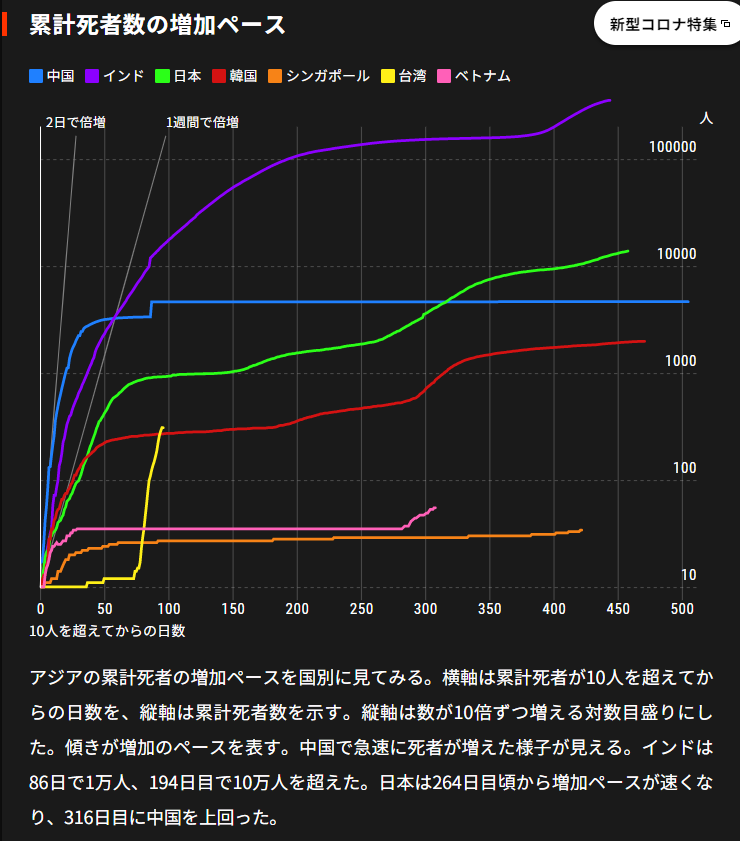 累計死者数の増加ペース
新型コロナ特集
中国 インド 日本 韓国 シンガポール 台湾 ベトナム
2日で倍増 1週間で倍増 人
100000
10000
1000
100
10
0 50 100 150 200 250 300 350 400 450 500
10人を超えてからの日数
アジアの累計死者の増加ペースを国別に見てみる。横軸は累計死者が10人を超えてか
らの日数を、縦軸は累計死者数を示す。縦軸は数が10倍ずつ増える対数目盛りにし
た。傾きが増加のペースを表す。中国で急速に死者が増えた様子が見える。インドは
86日で1万人、194日目で10万人を超えた。日本は264日目頃から増加ペースが速くな
り、316日目に中国を上回った。